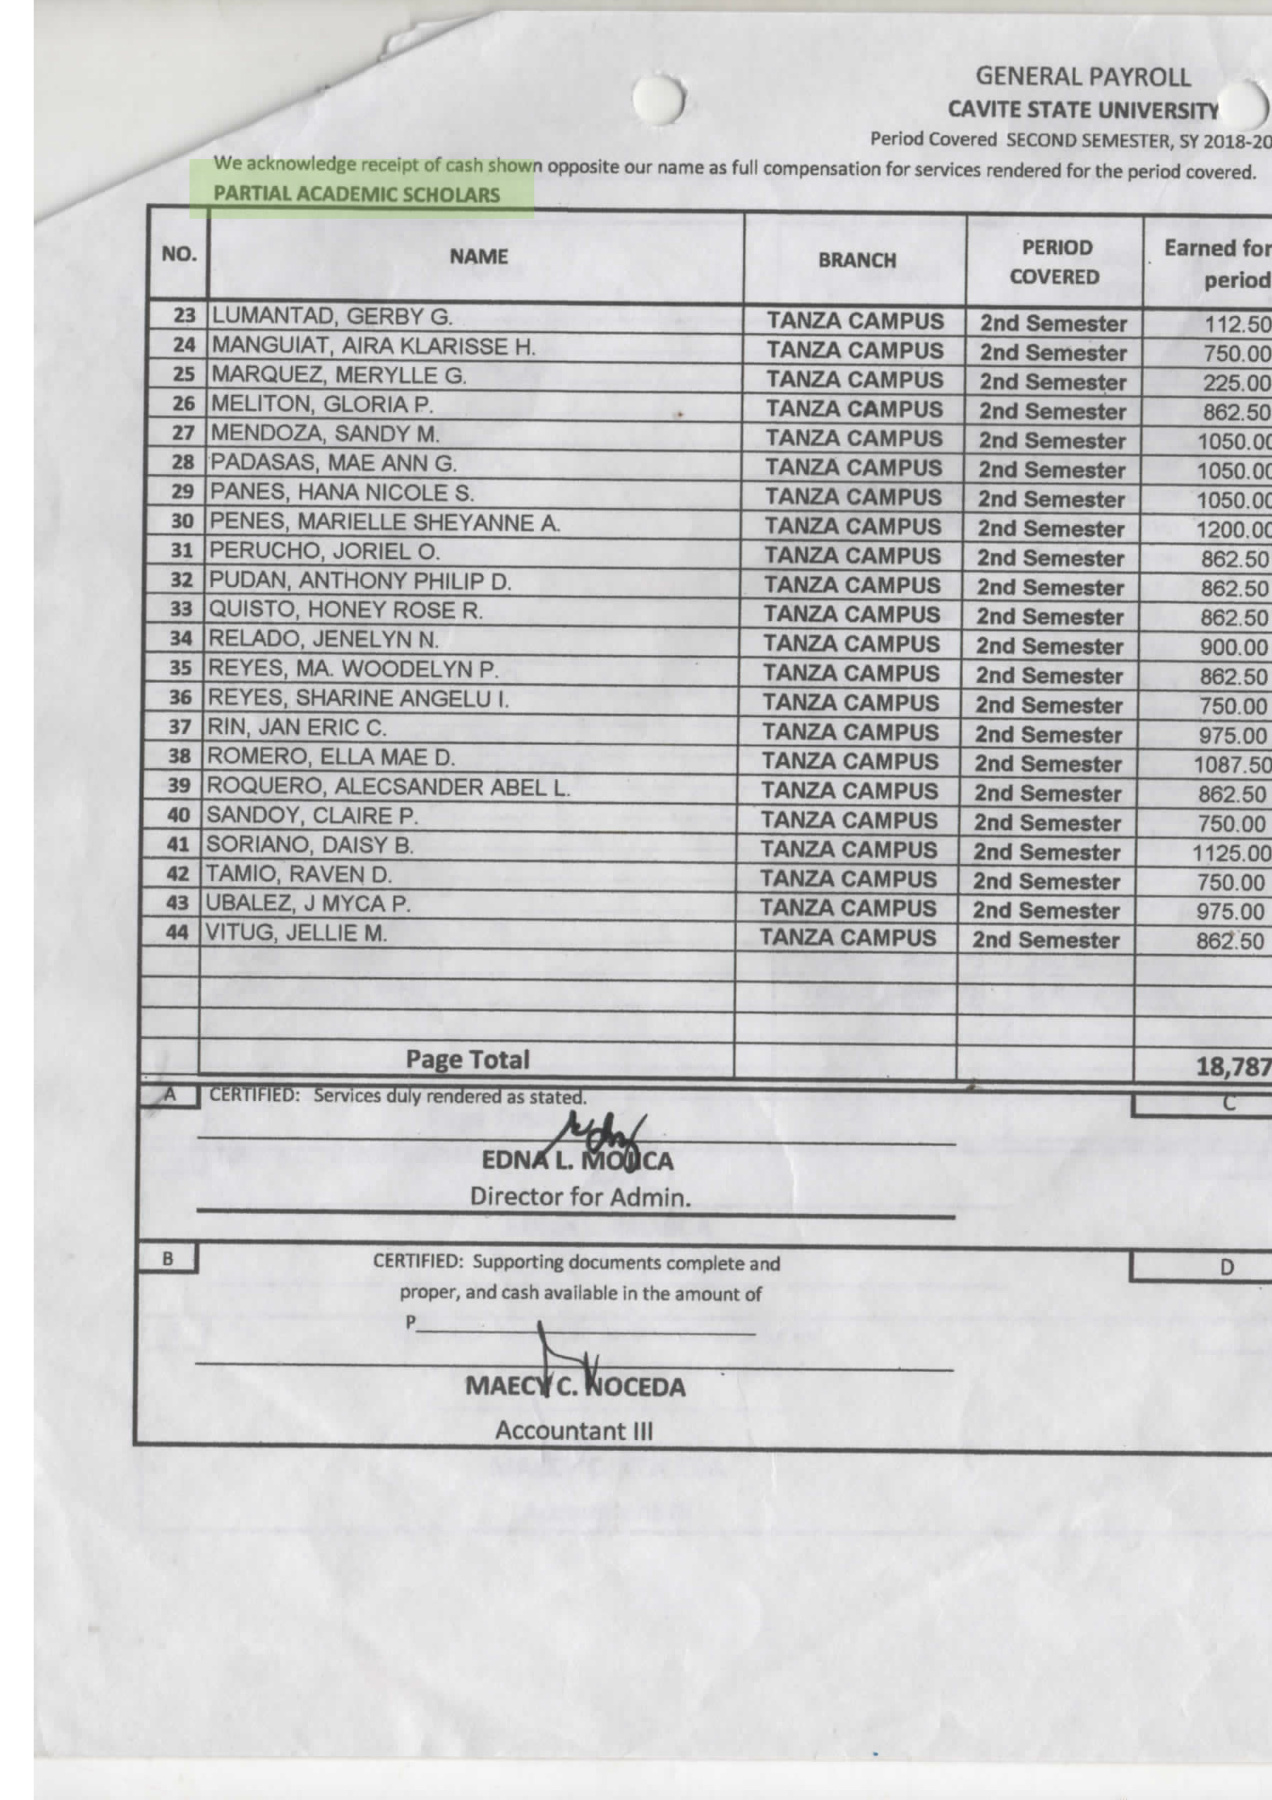 GENERAL PAYROLL
CAVITE STATE UNIVERSITY
Period Covered SECOND SEMESTER, SY 2018-20
We acknowledge receipt of cash shown opposite our name as full compensation for services rendered for the period covered.
PARTIAL ACADEMIC SCHOLARS
NO. NAME BRANCH PERIOD COVERED Earned for period
23 LUMANTAD, GERBY G. TANZA CAMPUS 2nd Semester 112.50
24 MANGUIAT, AIRA KLARISSE H. TANZA CAMPUS 2nd Semester 750.00
25 MARQUEZ, MERYLLE G. TANZA CAMPUS 2nd Semester 225.00
26 MELITON, GLORIA P. TANZA CAMPUS 2nd Semester 862.50
27 MENDOZA, SANDY M. TANZA CAMPUS 2nd Semester 1050.00
28 PADASAS, MAE ANN G. TANZA CAMPUS 2nd Semester 1050.00
29 PANES, HANA NICOLE S. TANZA CAMPUS 2nd Semester 1050.00
30 PENES, MARIELLE SHEYANNE A. TANZA CAMPUS 2nd Semester 1200.00
31 PERUCHO, JORIEL O. TANZA CAMPUS 2nd Semester 862.50
32 PUDAN, ANTHONY PHILIP D. TANZA CAMPUS 2nd Semester 862.50
33 QUISTO, HONEY ROSE R. TANZA CAMPUS 2nd Semester 862.50
34 RELADO, JENELYN N. TANZA CAMPUS 2nd Semester 900.00
35 REYES, MA. WOODELYN P. TANZA CAMPUS 2nd Semester 862.50
36 REYES, SHARINE ANGELU I. TANZA CAMPUS 2nd Semester 750.00
37 RIN, JAN ERIC C. TANZA CAMPUS 2nd Semester 975.00
38 ROMERO, ELLA MAE D. TANZA CAMPUS 2nd Semester 1087.50
39 ROQUERO, ALECSANDER ABEL L. TANZA CAMPUS 2nd Semester 862.50
40 SANDOY, CLAIRE P. TANZA CAMPUS 2nd Semester 750.00
41 SORIANO, DAISY B. TANZA CAMPUS 2nd Semester 1125.00
42 TAMIO, RAVEN D. TANZA CAMPUS 2nd Semester 750.00
43 UBALEZ, J MYCA P. TANZA CAMPUS 2nd Semester 975.00
44 VITUG, JELLIE M. TANZA CAMPUS 2nd Semester 862.50
Page Total 18,787
A CERTIFIED: Services duly rendered as stated. C
EDNA L. MOJICA
Director for Admin.
B CERTIFIED: Supporting documents complete and D
proper, and cash available in the amount of
P
MAECY C. NOCEDA
Accountant III